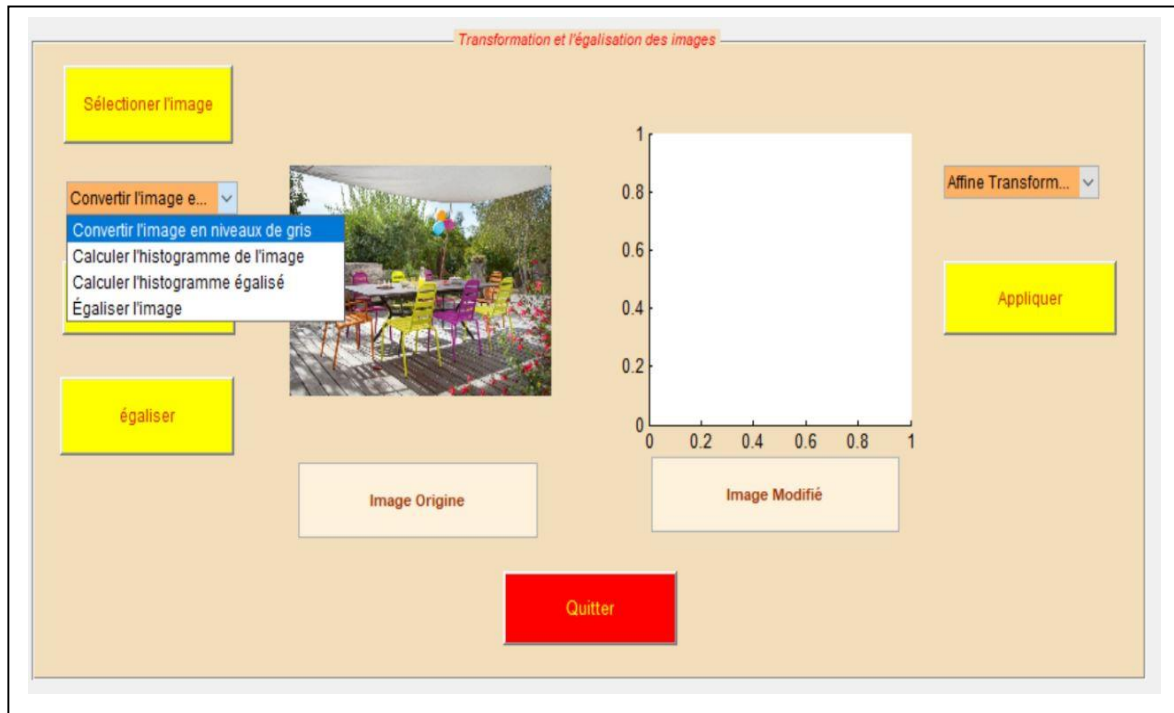 Transformation et l'égalisation des images
Sélectioner l'image
Convertir l'image e...
Convertir l'image en niveaux de gris
Calculer l'histogramme de l'image
Calculer l'histogramme égalisé
Égaliser l'image
égaliser
Image Origine
1
0.8
0.6
0.4
0.2
0
0 0.2 0.4 0.6 0.8 1
Image Modifié
Affine Transform...
Appliquer
Quitter